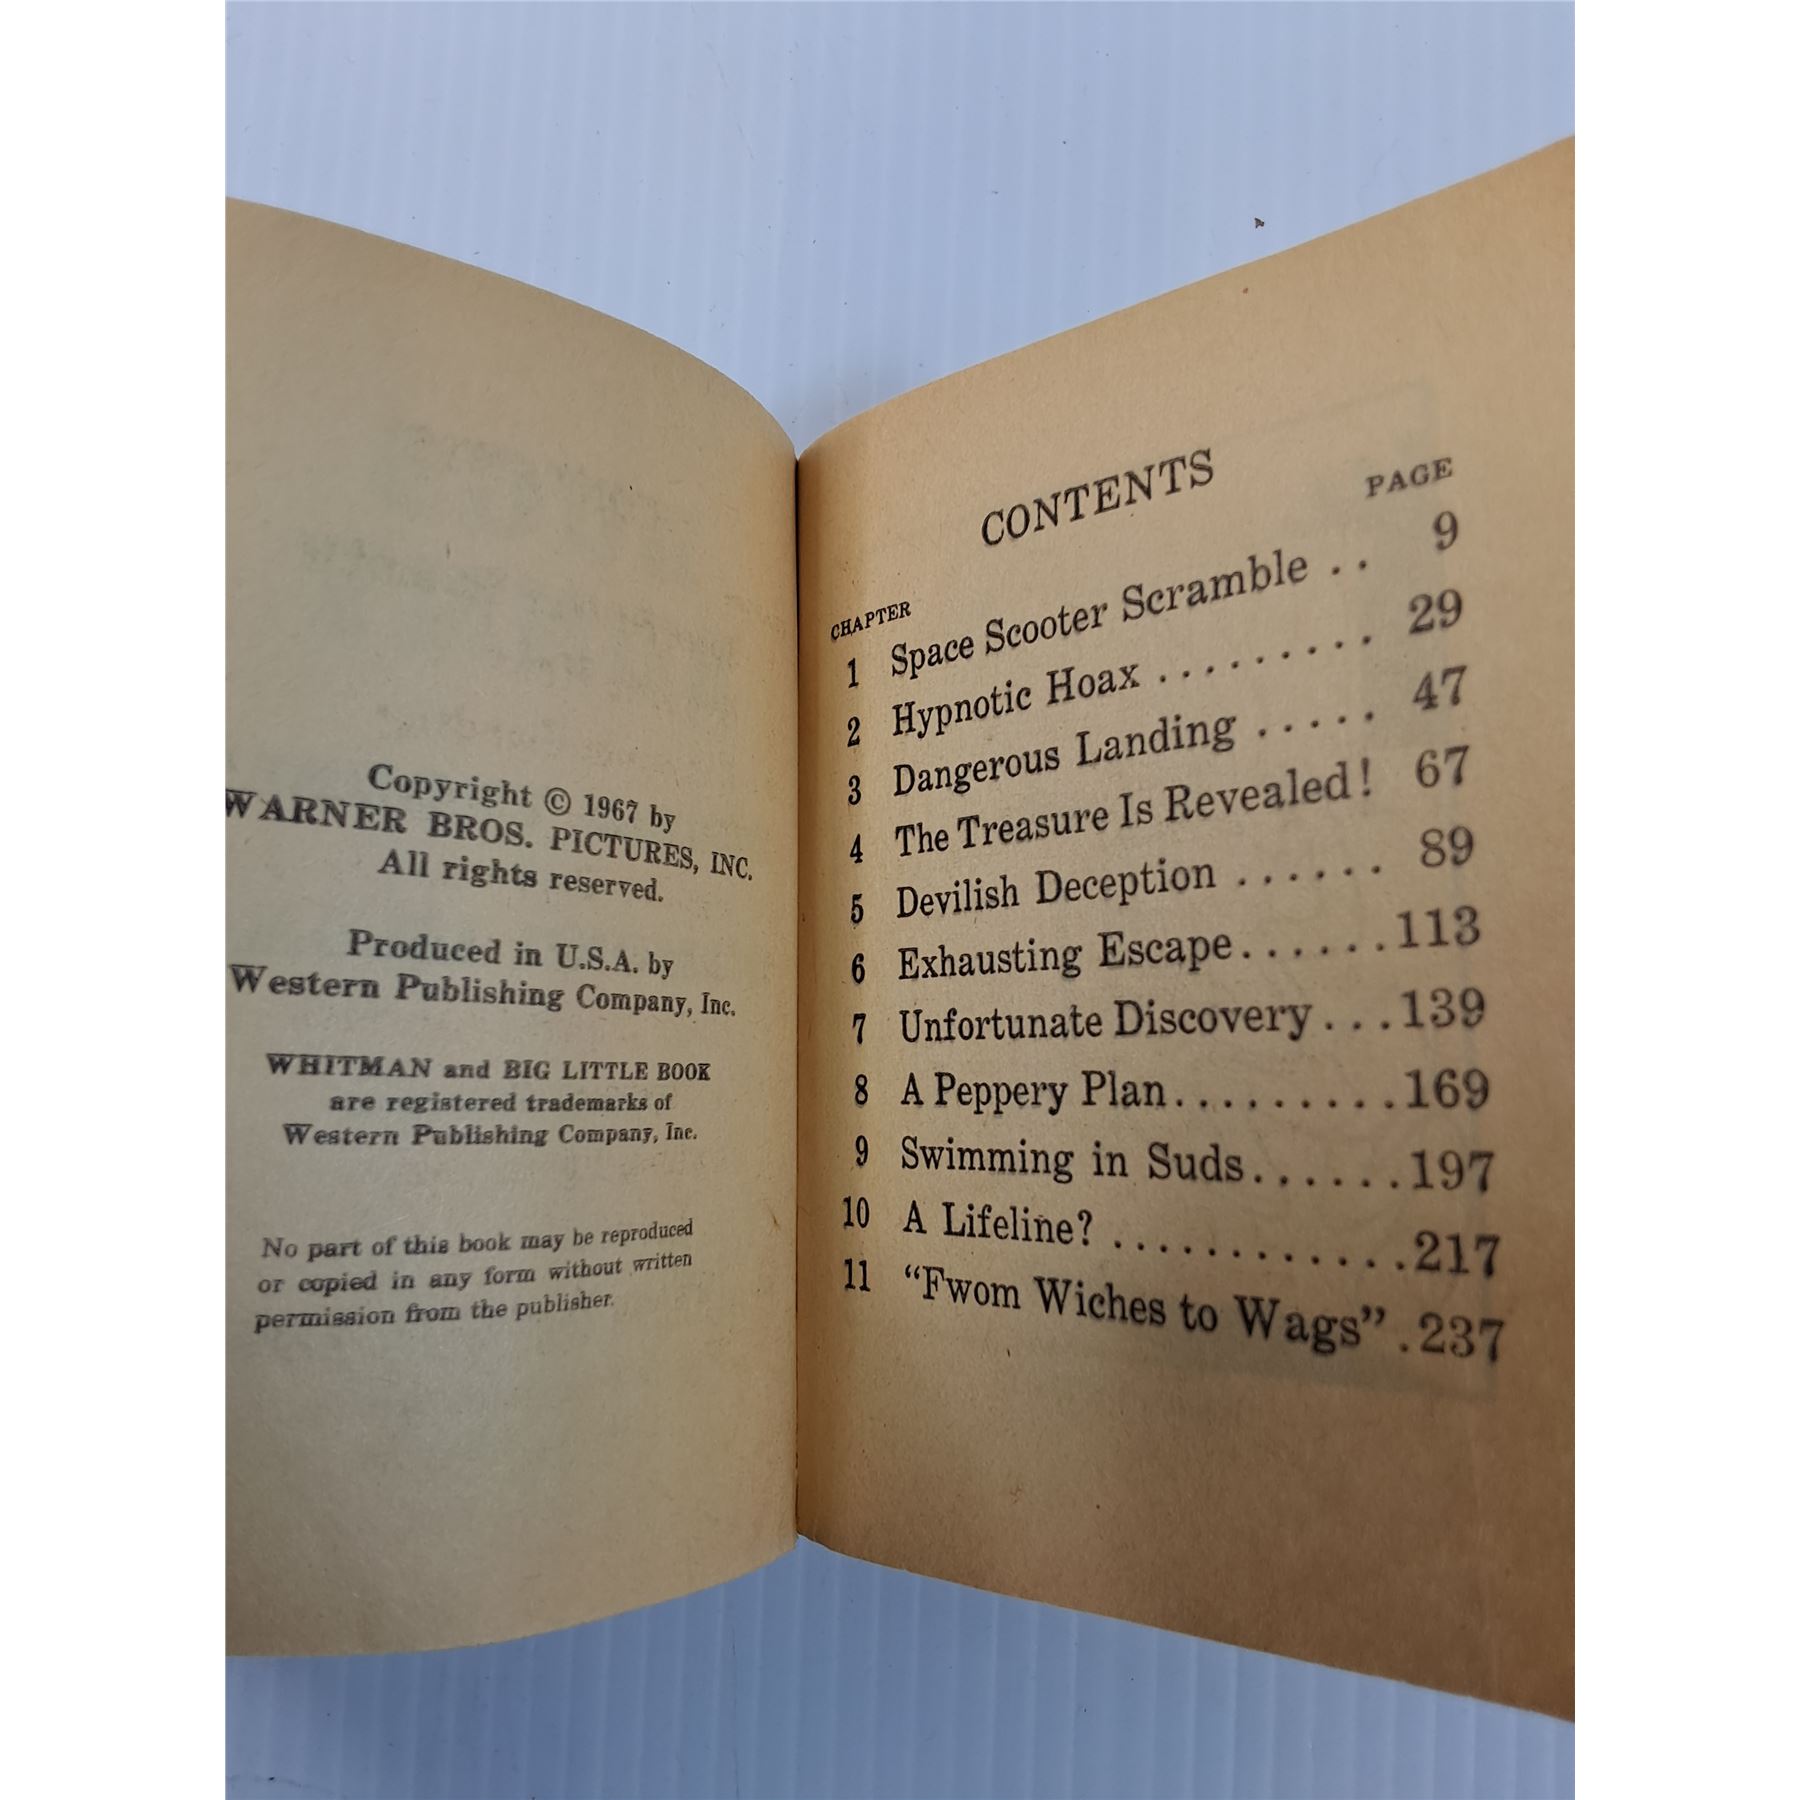 Copyright © 1967 by
WARNER BROS. PICTURES, INC.
All rights reserved.
Produced in U.S.A. by
Western Publishing Company, Inc.
WHITMAN and BIG LITTLE BOOK
are registered trademarks of
Western Publishing Company, Inc.
No part of this book may be reproduced
or copied in any form without written
permission from the publisher.
CONTENTS
CHAPTER PAGE
1 Space Scooter Scramble . . 9
2 Hypnotic Hoax . . . . . . . . . 29
3 Dangerous Landing . . . . . 47
4 The Treasure Is Revealed! 67
5 Devilish Deception . . . . . . 89
6 Exhausting Escape . . . . . . 113
7 Unfortunate Discovery . . . 139
8 A Peppery Plan . . . . . . . . . 169
9 Swimming in Suds . . . . . . 197
10 A Lifeline? . . . . . . . . . . . . 217
11 “Fwom Wiches to Wags” . 237